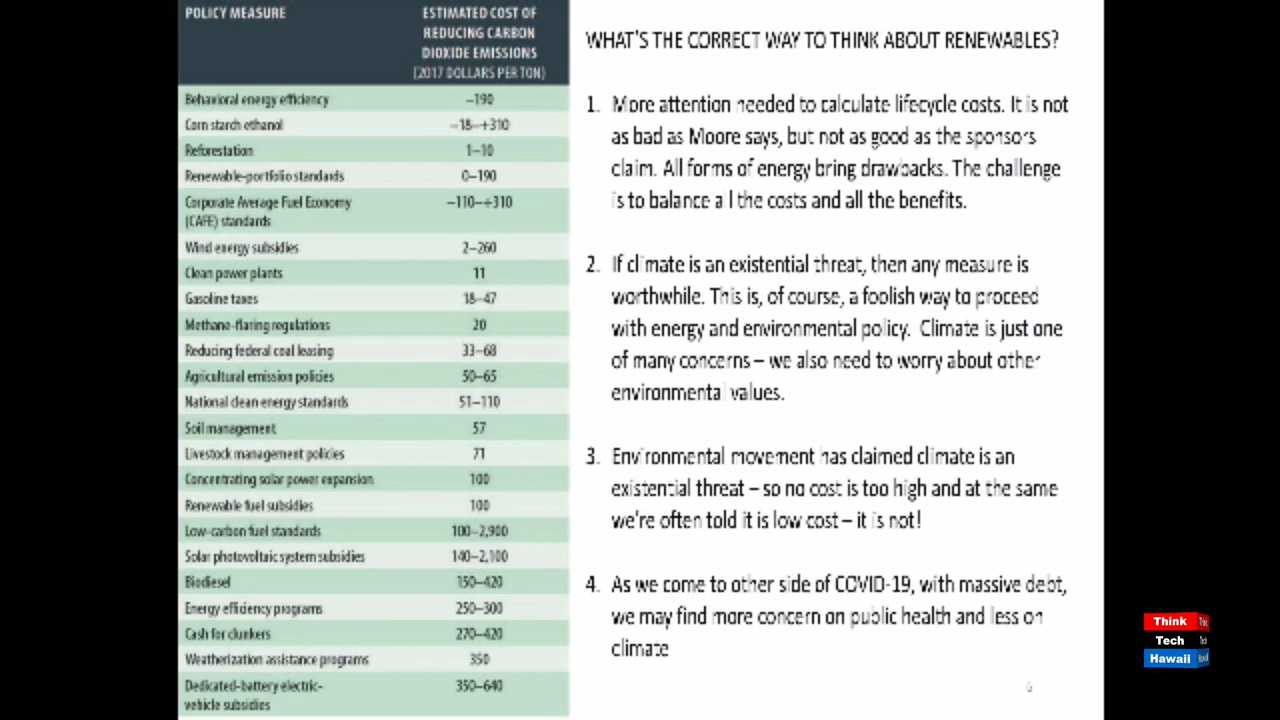 POLICY MEASURE
ESTIMATED COST OF
REDUCING CARBON
DIOXIDE EMISSIONS
(2017 DOLLARS PER TON)
Behavioral energy efficiency –190
Corn starch ethanol –18–+310
Reforestation 1–10
Renewable-portfolio standards 0–190
Corporate Average Fuel Economy –110–+310
(CAFE) standards
Wind energy subsidies 2–260
Clean power plants 11
Gasoline taxes 18–47
Methane-flaring regulations 20
Reducing federal coal leasing 33–68
Agricultural emission policies 50–65
National clean energy standards 51–110
Soil management 57
Livestock management policies 71
Concentrating solar power expansion 100
Renewable fuel subsidies 100
Low-carbon fuel standards 100–2,900
Solar photovoltaic system subsidies 140–2,100
Biodiesel 150–420
Energy efficiency programs 250–300
Cash for clunkers 270–420
Weatherization assistance programs 350
Dedicated-battery electric- 350–640
vehicle subsidies
WHAT'S THE CORRECT WAY TO THINK ABOUT RENEWABLES?
1. More attention needed to calculate lifecycle costs. It is not
as bad as Moore says, but not as good as the sponsors
claim. All forms of energy bring drawbacks. The challenge
is to balance all the costs and all the benefits.
2. If climate is an existential threat, then any measure is
worthwhile. This is, of course, a foolish way to proceed
with energy and environmental policy. Climate is just one
of many concerns – we also need to worry about other
environmental values.
3. Environmental movement has claimed climate is an
existential threat – so no cost is too high and at the same
we're often told it is low cost – it is not!
4. As we come to other side of COVID-19, with massive debt,
we may find more concern on public health and less on
climate
6
Think
Tech
Hawaii